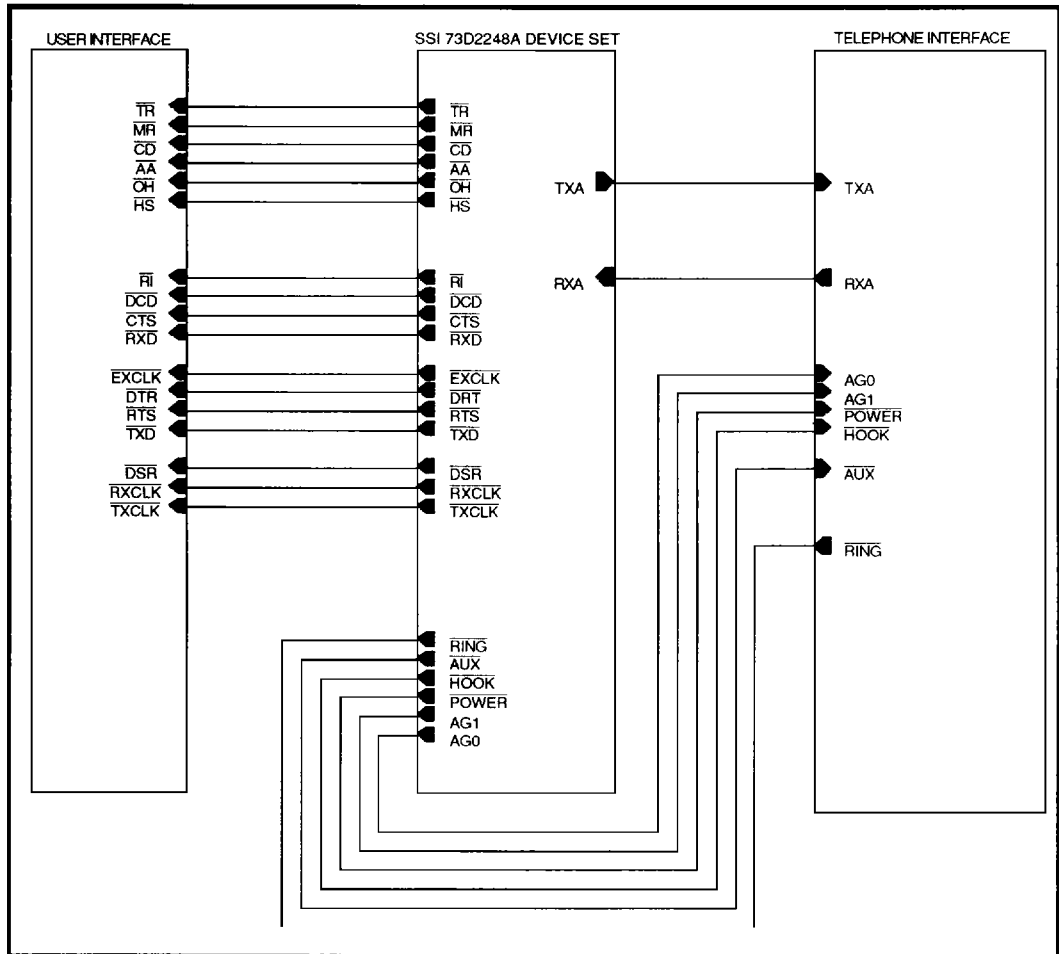 USER INTERFACE
TR
MR
CD
AA
OH
HS
RI
DCD
CTS
RXD
EXCLK
DTR
RTS
TXD
DSR
RXCLK
TXCLK
SSI 73D2248A DEVICE SET
TR
MR
CD
AA
OH
HS
TXA
RXA
RI
DCD
CTS
RXD
EXCLK
DRT
RTS
TXD
DSR
RXCLK
TXCLK
RING
AUX
HOOK
POWER
AG1
AG0
TELEPHONE INTERFACE
TXA
RXA
AG0
AG1
POWER
HOOK
AUX
RING